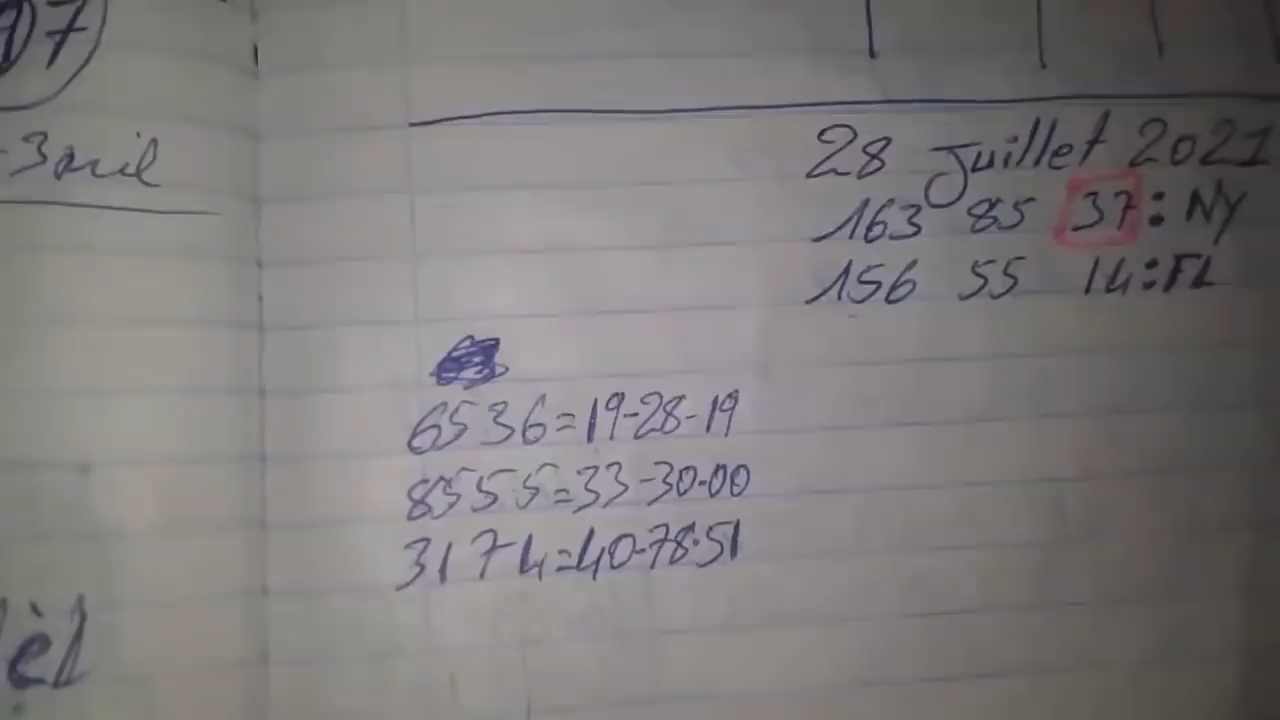 28 Juillet 2021
163 85 37: NY
156 55 14: FL
6536=19-28-19
8555=33-30-00
3174=40-78-51